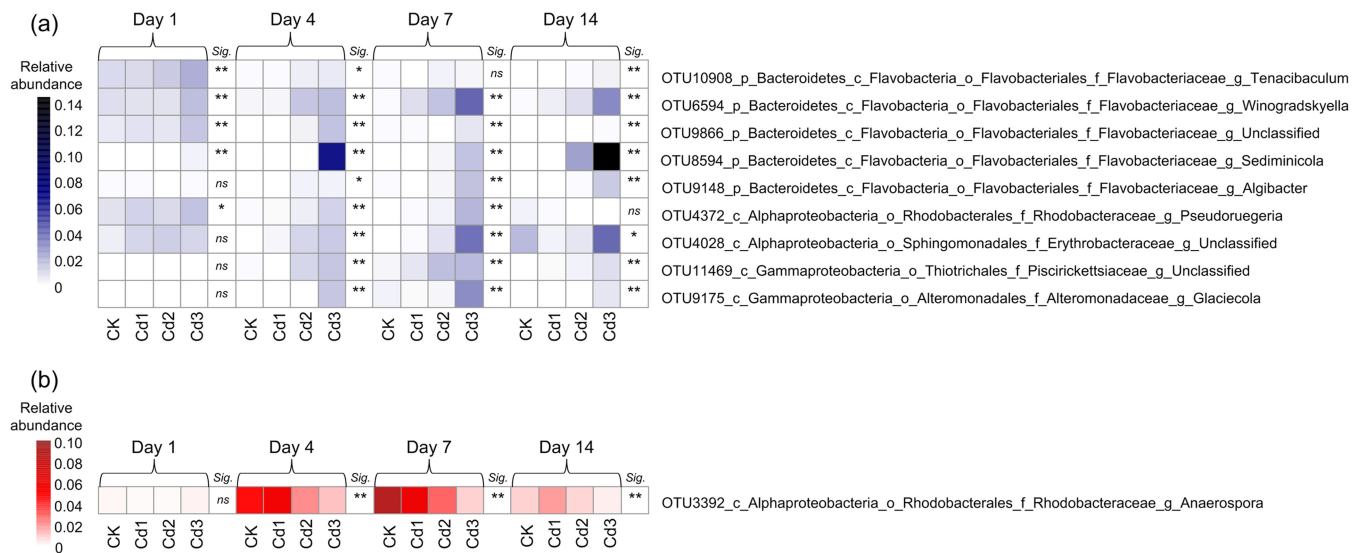 (a)
Day 1 Day 4 Day 7 Day 14
Relative abundance
Sig. Sig. Sig. Sig.
0.14
0.12
0.10
0.08
0.06
0.04
0.02
0
** * ns ** OTU10908_p_Bacteroidetes_c_Flavobacteria_o_Flavobacteriales_f_Flavobacteriaceae_g_Tenacibaculum
** ** ** ** OTU6594_p_Bacteroidetes_c_Flavobacteria_o_Flavobacteriales_f_Flavobacteriaceae_g_Winogradskyella
** ** ** ** OTU9866_p_Bacteroidetes_c_Flavobacteria_o_Flavobacteriales_f_Flavobacteriaceae_g_Unclassified
** ** ** ** OTU8594_p_Bacteroidetes_c_Flavobacteria_o_Flavobacteriales_f_Flavobacteriaceae_g_Sediminicola
ns * ** ** OTU9148_p_Bacteroidetes_c_Flavobacteria_o_Flavobacteriales_f_Flavobacteriaceae_g_Algibacter
* ** ** ns OTU4372_c_Alphaproteobacteria_o_Rhodobacterales_f_Rhodobacteraceae_g_Pseudoruegeria
ns ** ** * OTU4028_c_Alphaproteobacteria_o_Sphingomonadales_f_Erythrobacteraceae_g_Unclassified
ns ** ** ** OTU11469_c_Gammaproteobacteria_o_Thiotrichales_f_Piscirickettsiaceae_g_Unclassified
ns ** ** ** OTU9175_c_Gammaproteobacteria_o_Alteromonadales_f_Alteromonadaceae_g_Glaciecola
CK Cd1 Cd2 Cd3 CK Cd1 Cd2 Cd3 CK Cd1 Cd2 Cd3 CK Cd1 Cd2 Cd3
(b)
Relative abundance
0.10
0.08
0.06
0.04
0.02
0
Day 1 Day 4 Day 7 Day 14
Sig. Sig. Sig. Sig.
ns ** ** ** OTU3392_c_Alphaproteobacteria_o_Rhodobacterales_f_Rhodobacteraceae_g_Anaerospora
CK Cd1 Cd2 Cd3 CK Cd1 Cd2 Cd3 CK Cd1 Cd2 Cd3 CK Cd1 Cd2 Cd3